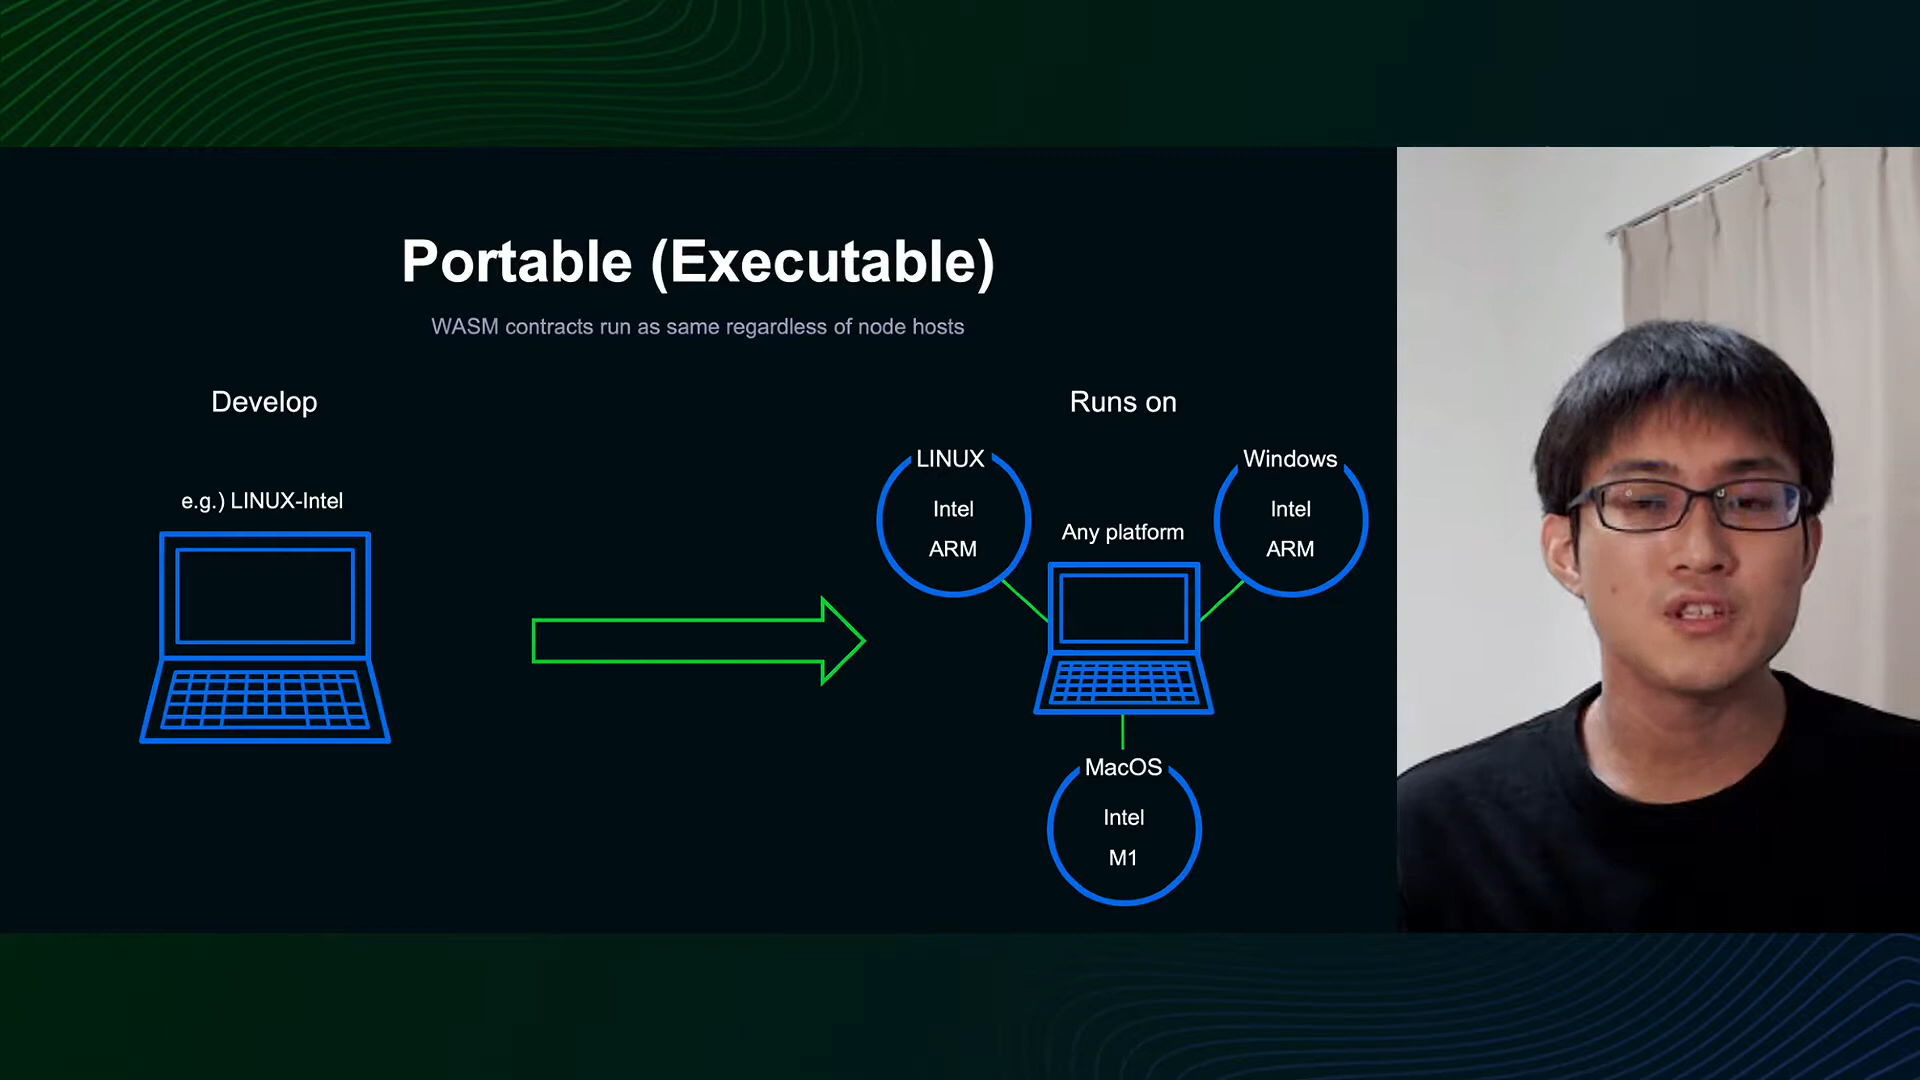 Portable (Executable)
WASM contracts run as same regardless of node hosts
Develop
e.g.) LINUX-Intel
Runs on
LINUX
Intel
ARM
Any platform
Windows
Intel
ARM
MacOS
Intel
M1